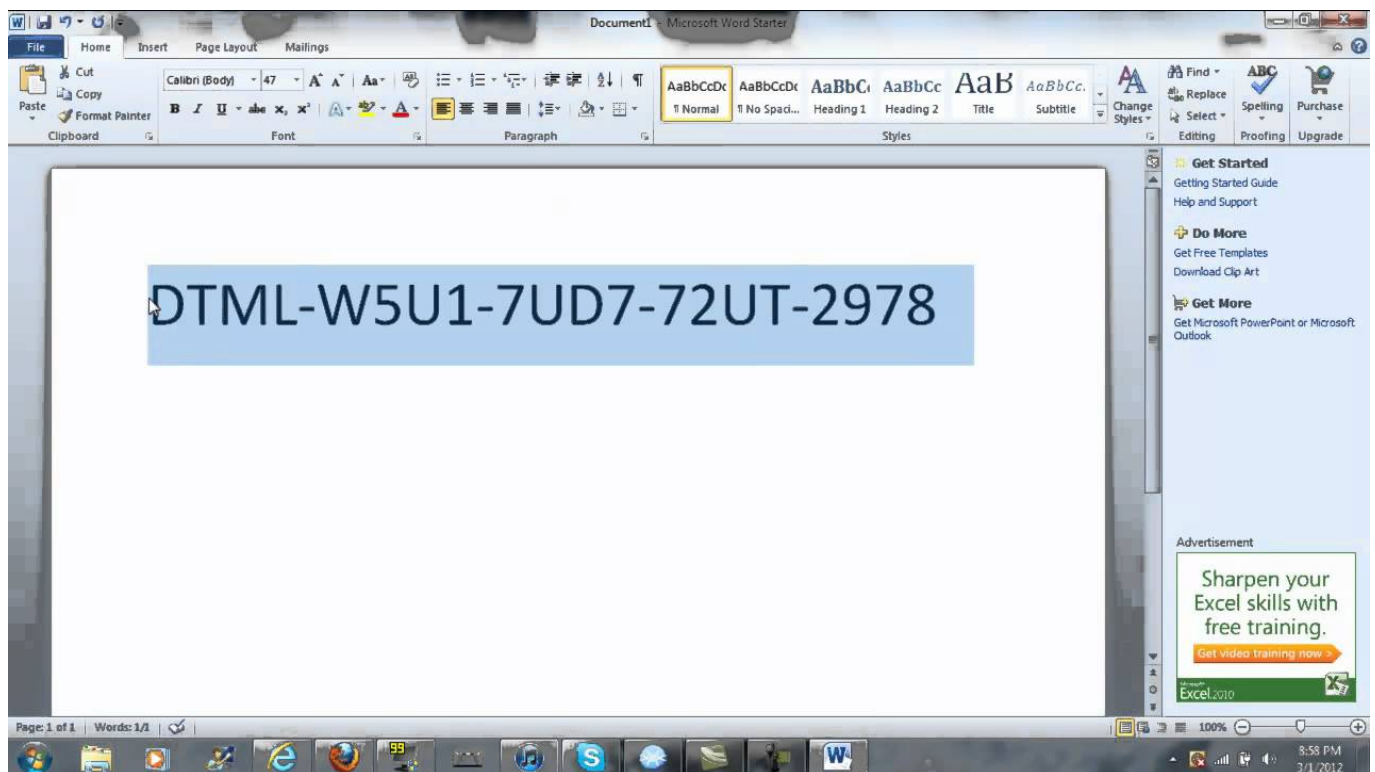 Document1 - Microsoft Word Starter
File Home Insert Page Layout Mailings
Paste
Cut
Copy
Format Painter
Clipboard
Calibri (Body) 47
Font
Paragraph
AaBbCcDc AaBbCcDc AaBbC AaBbCc AaB AaBbCc.
¶ Normal ¶ No Spaci... Heading 1 Heading 2 Title Subtitle
Change Styles
Styles
Find
Replace
Select
Editing
ABC
Spelling
Proofing
Purchase
Upgrade
DTML-W5U1-7UD7-72UT-2978
Get Started
Getting Started Guide
Help and Support
Do More
Get Free Templates
Download Clip Art
Get More
Get Microsoft PowerPoint or Microsoft
Outlook
Advertisement
Sharpen your
Excel skills with
free training.
Get video training now >
Excel 2010
Page: 1 of 1 Words: 1/1
100%
99
8:58 PM
3/1/2012